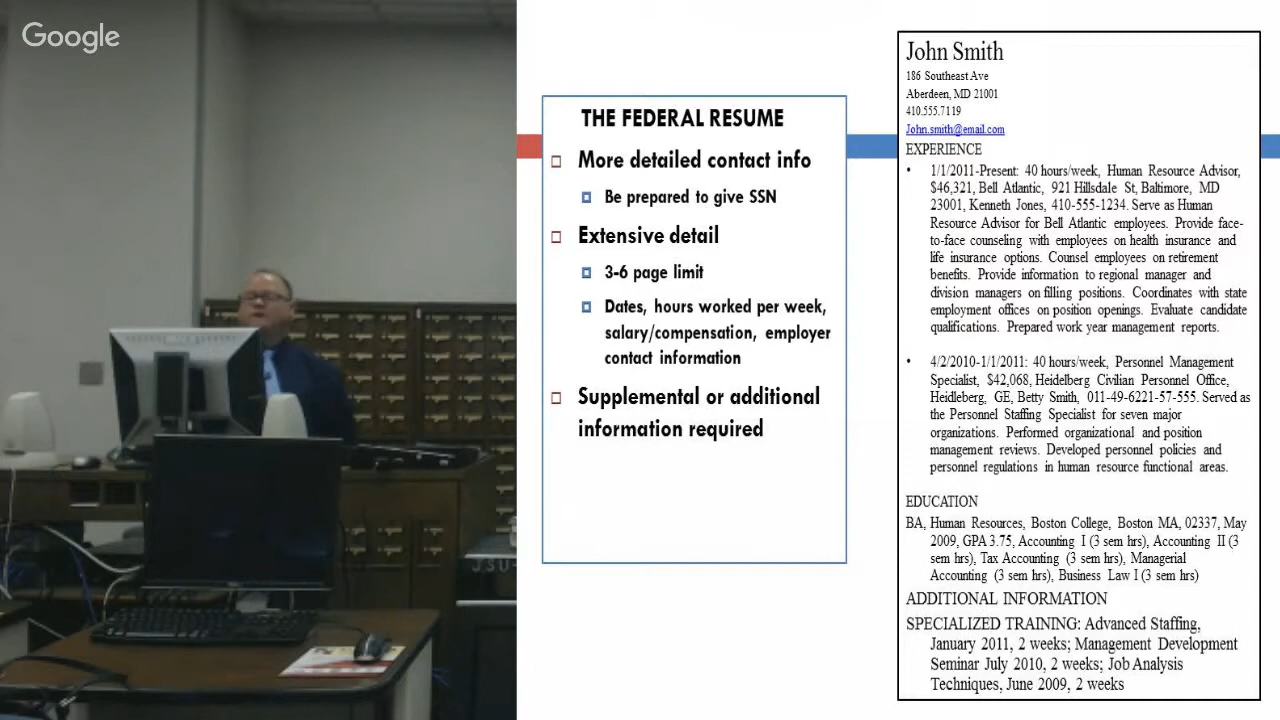 Google
THE FEDERAL RESUME
More detailed contact info
Be prepared to give SSN
Extensive detail
3-6 page limit
Dates, hours worked per week,
salary/compensation, employer
contact information
Supplemental or additional
information required
John Smith
186 Southeast Ave
Aberdeen, MD 21001
410.555.7119
John.smith@email.com
EXPERIENCE
• 1/1/2011-Present: 40 hours/week, Human Resource Advisor,
$46,321, Bell Atlantic, 921 Hillsdale St, Baltimore, MD
23001, Kenneth Jones, 410-555-1234. Serve as Human
Resource Advisor for Bell Atlantic employees. Provide face-
to-face counseling with employees on health insurance and
life insurance options. Counsel employees on retirement
benefits. Provide information to regional manager and
division managers on filling positions. Coordinates with state
employment offices on position openings. Evaluate candidate
qualifications. Prepared work year management reports.
• 4/2/2010-1/1/2011: 40 hours/week, Personnel Management
Specialist, $42,068, Heidelberg Civilian Personnel Office,
Heidleberg, GE, Betty Smith, 011-49-6221-57-555. Served as
the Personnel Staffing Specialist for seven major
organizations. Performed organizational and position
management reviews. Developed personnel policies and
personnel regulations in human resource functional areas.
EDUCATION
BA, Human Resources, Boston College, Boston MA, 02337, May
2009, GPA 3.75, Accounting I (3 sem hrs), Accounting II (3
sem hrs), Tax Accounting (3 sem hrs), Managerial
Accounting (3 sem hrs), Business Law I (3 sem hrs)
ADDITIONAL INFORMATION
SPECIALIZED TRAINING: Advanced Staffing,
January 2011, 2 weeks; Management Development
Seminar July 2010, 2 weeks; Job Analysis
Techniques, June 2009, 2 weeks
JSU-